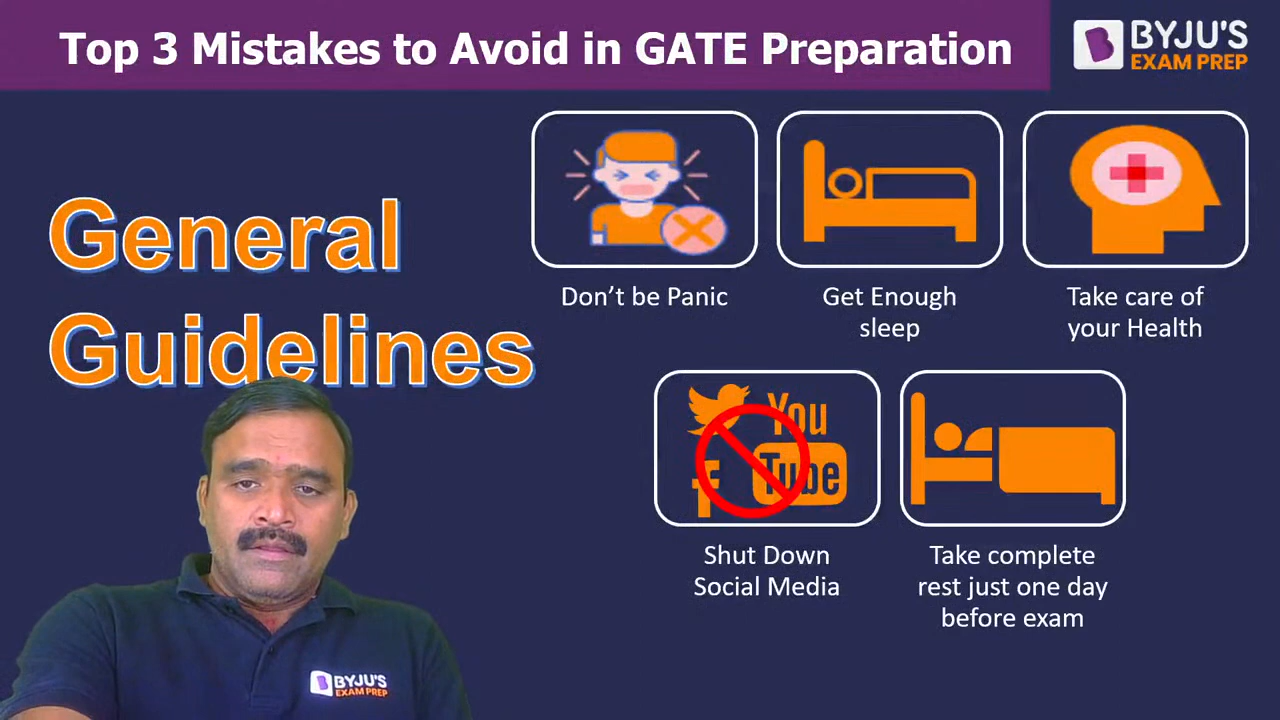 Top 3 Mistakes to Avoid in GATE Preparation
BYJU'S
EXAM PREP
General
Guidelines
Don't be Panic
Get Enough
sleep
Take care of
your Health
You
Tube
f
Shut Down
Social Media
Take complete
rest just one day
before exam
BYJU'S
EXAM PREP